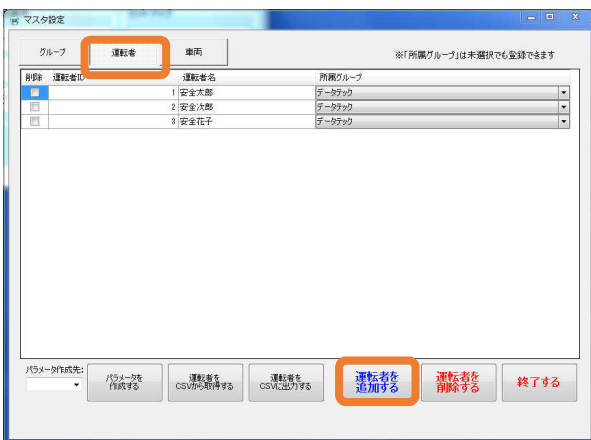 マスタ設定
グループ 運転者 車両 ※「所属グループ」は未選択でも登録できます
削除 運転者ID 運転者名 所属グループ
1 安全太郎 データテック
2 安全次郎 データテック
3 安全花子 データテック
パラメータ作成先:
パラメータを
作成する
運転者を
CSVから取得する
運転者を
CSVに出力する
運転者を
追加する
運転者を
削除する
終了する